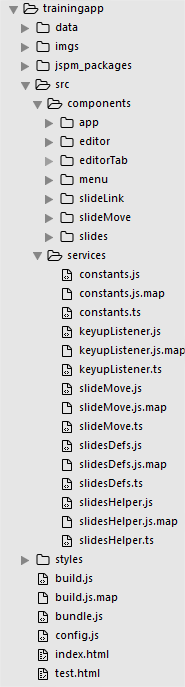 trainingapp
data
imgs
jspm_packages
src
components
app
editor
editorTab
menu
slideLink
slideMove
slides
services
constants.js
constants.js.map
constants.ts
keyupListener.js
keyupListener.js.map
keyupListener.ts
slideMove.js
slideMove.js.map
slideMove.ts
slidesDefs.js
slidesDefs.js.map
slidesDefs.ts
slidesHelper.js
slidesHelper.js.map
slidesHelper.ts
styles
build.js
build.js.map
bundle.js
config.js
index.html
test.html